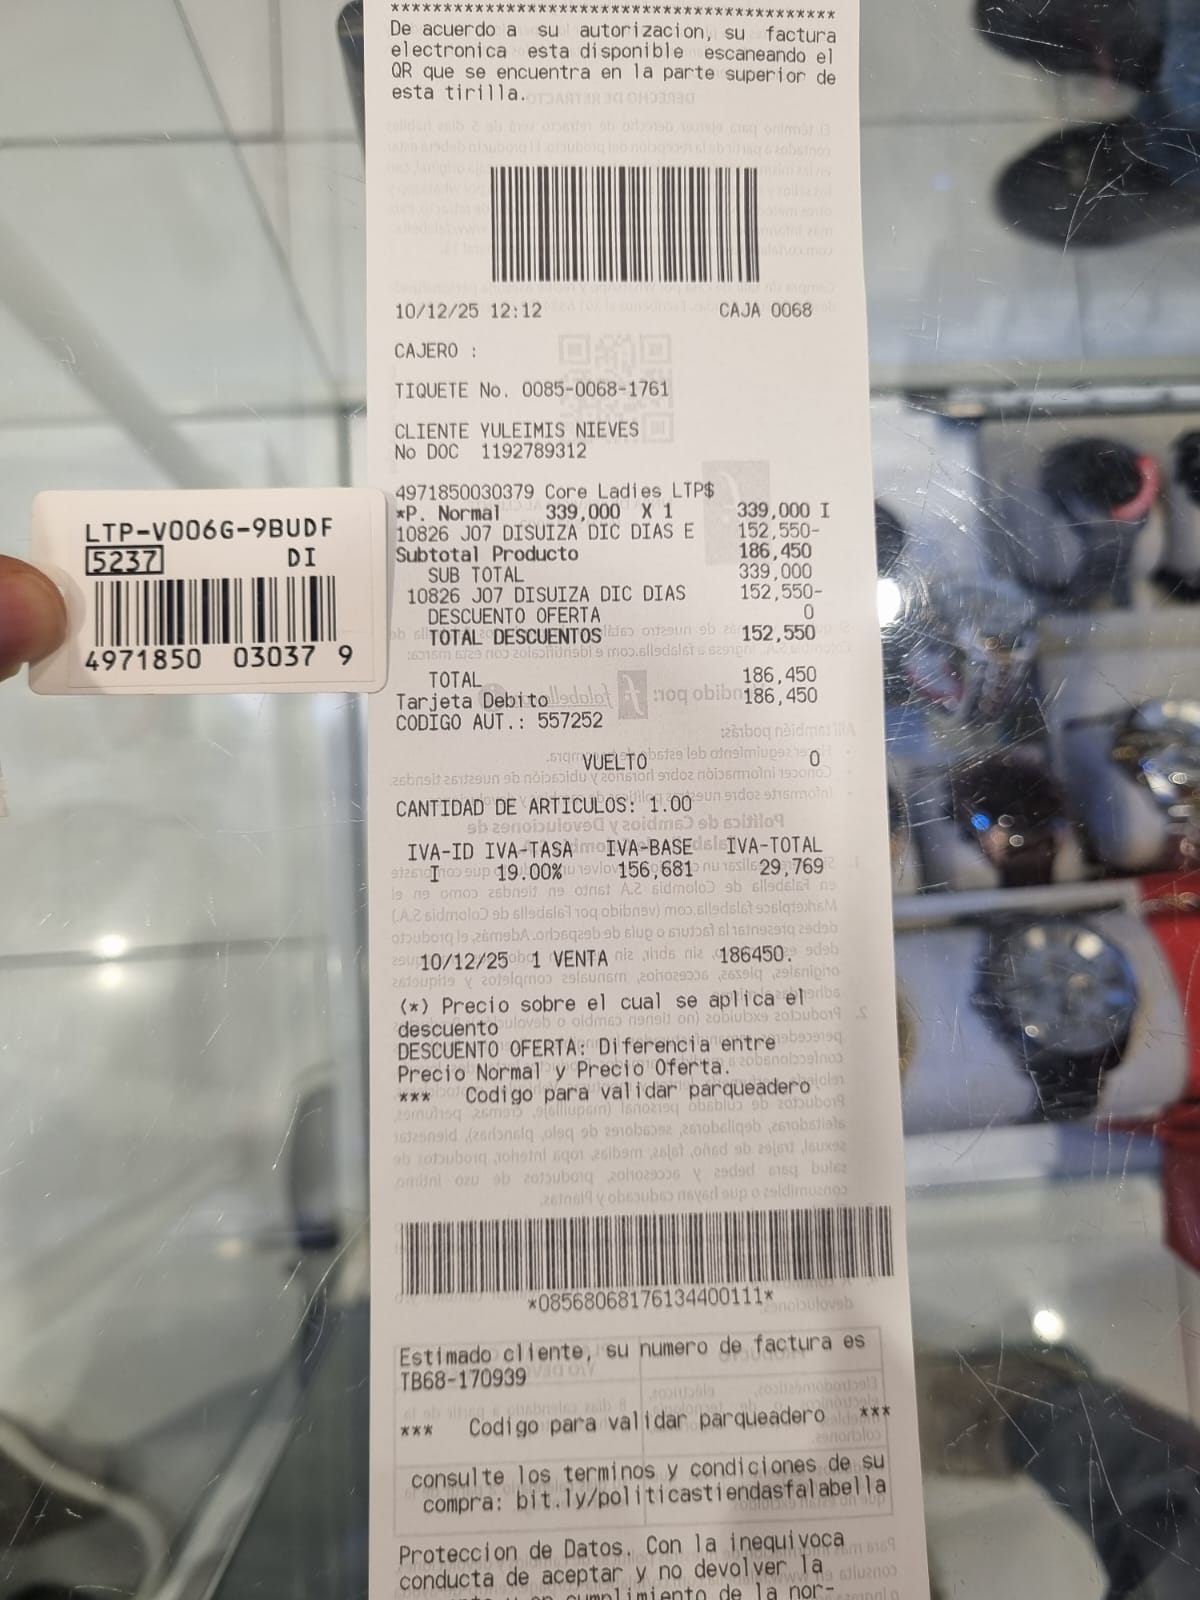 ******************************************
De acuerdo a su autorizacion, su factura
electronica esta disponible escaneando el
QR que se encuentra en la parte superior de
esta tirilla.
10/12/25 12:12 CAJA 0068
CAJERO :
TIQUETE No. 0085-0068-1761
CLIENTE YULEIMIS NIEVES
No DOC 1192789312
4971850030379 Core Ladies LTP$
*P. Normal 339,000 X 1 339,000 I
10826 J07 DISUIZA DIC DIAS E 152,550-
Subtotal Producto 186,450
SUB TOTAL 339,000
10826 J07 DISUIZA DIC DIAS 152,550-
DESCUENTO OFERTA 0
TOTAL DESCUENTOS 152,550
TOTAL 186,450
Tarjeta Debito 186,450
CODIGO AUT.: 557252
VUELTO 0
CANTIDAD DE ARTICULOS: 1.00
IVA-ID IVA-TASA IVA-BASE IVA-TOTAL
I 19.00% 156,681 29,769
10/12/25 1 VENTA 186450.
(*) Precio sobre el cual se aplica el
descuento
DESCUENTO OFERTA: Diferencia entre
Precio Normal y Precio Oferta.
*** Codigo para validar parqueadero
*08568068176134400111*
Estimado cliente, su numero de factura es
TB68-170939
*** Codigo para validar parqueadero ***
consulte los terminos y condiciones de su
compra: bit.ly/politicastiendasfalabella
Proteccion de Datos. Con la inequivoca
conducta de aceptar y no devolver la
cumplimiento de la nor-
LTP-V006G-9BUDF
5237 DI
4971850 03037 9